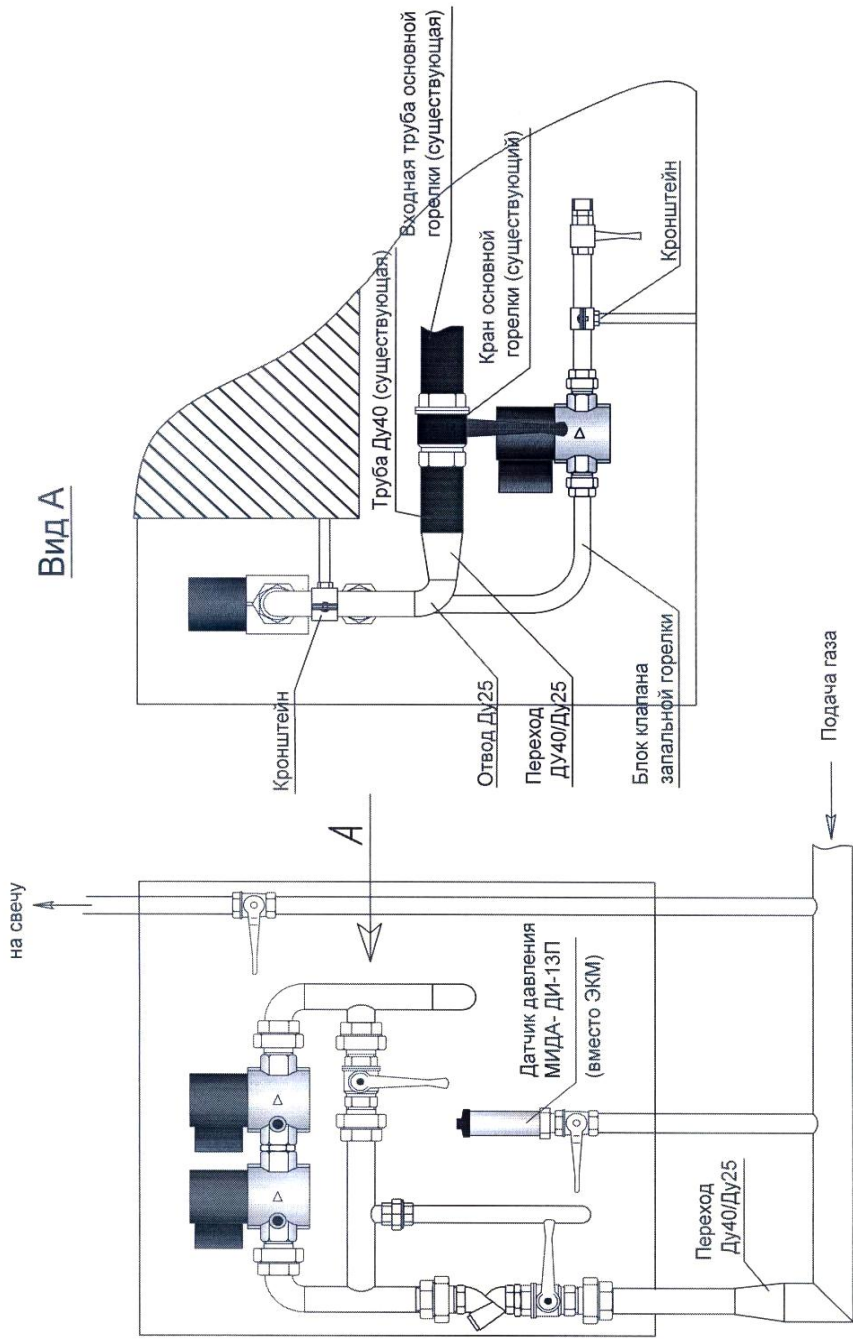 Вид А
на свечу
А
Датчик давления
МИДА- ДИ-13П
(вместо ЭКМ)
Переход
Ду40/Ду25
Подача газа
Кронштейн
Отвод Ду25
Переход
ДУ40/Ду25
Блок клапана
запальной горелки
Труба Ду40 (существующая)
Входная труба основной
горелки (существующая)
Кран основной
горелки (существующий)
Кронштейн